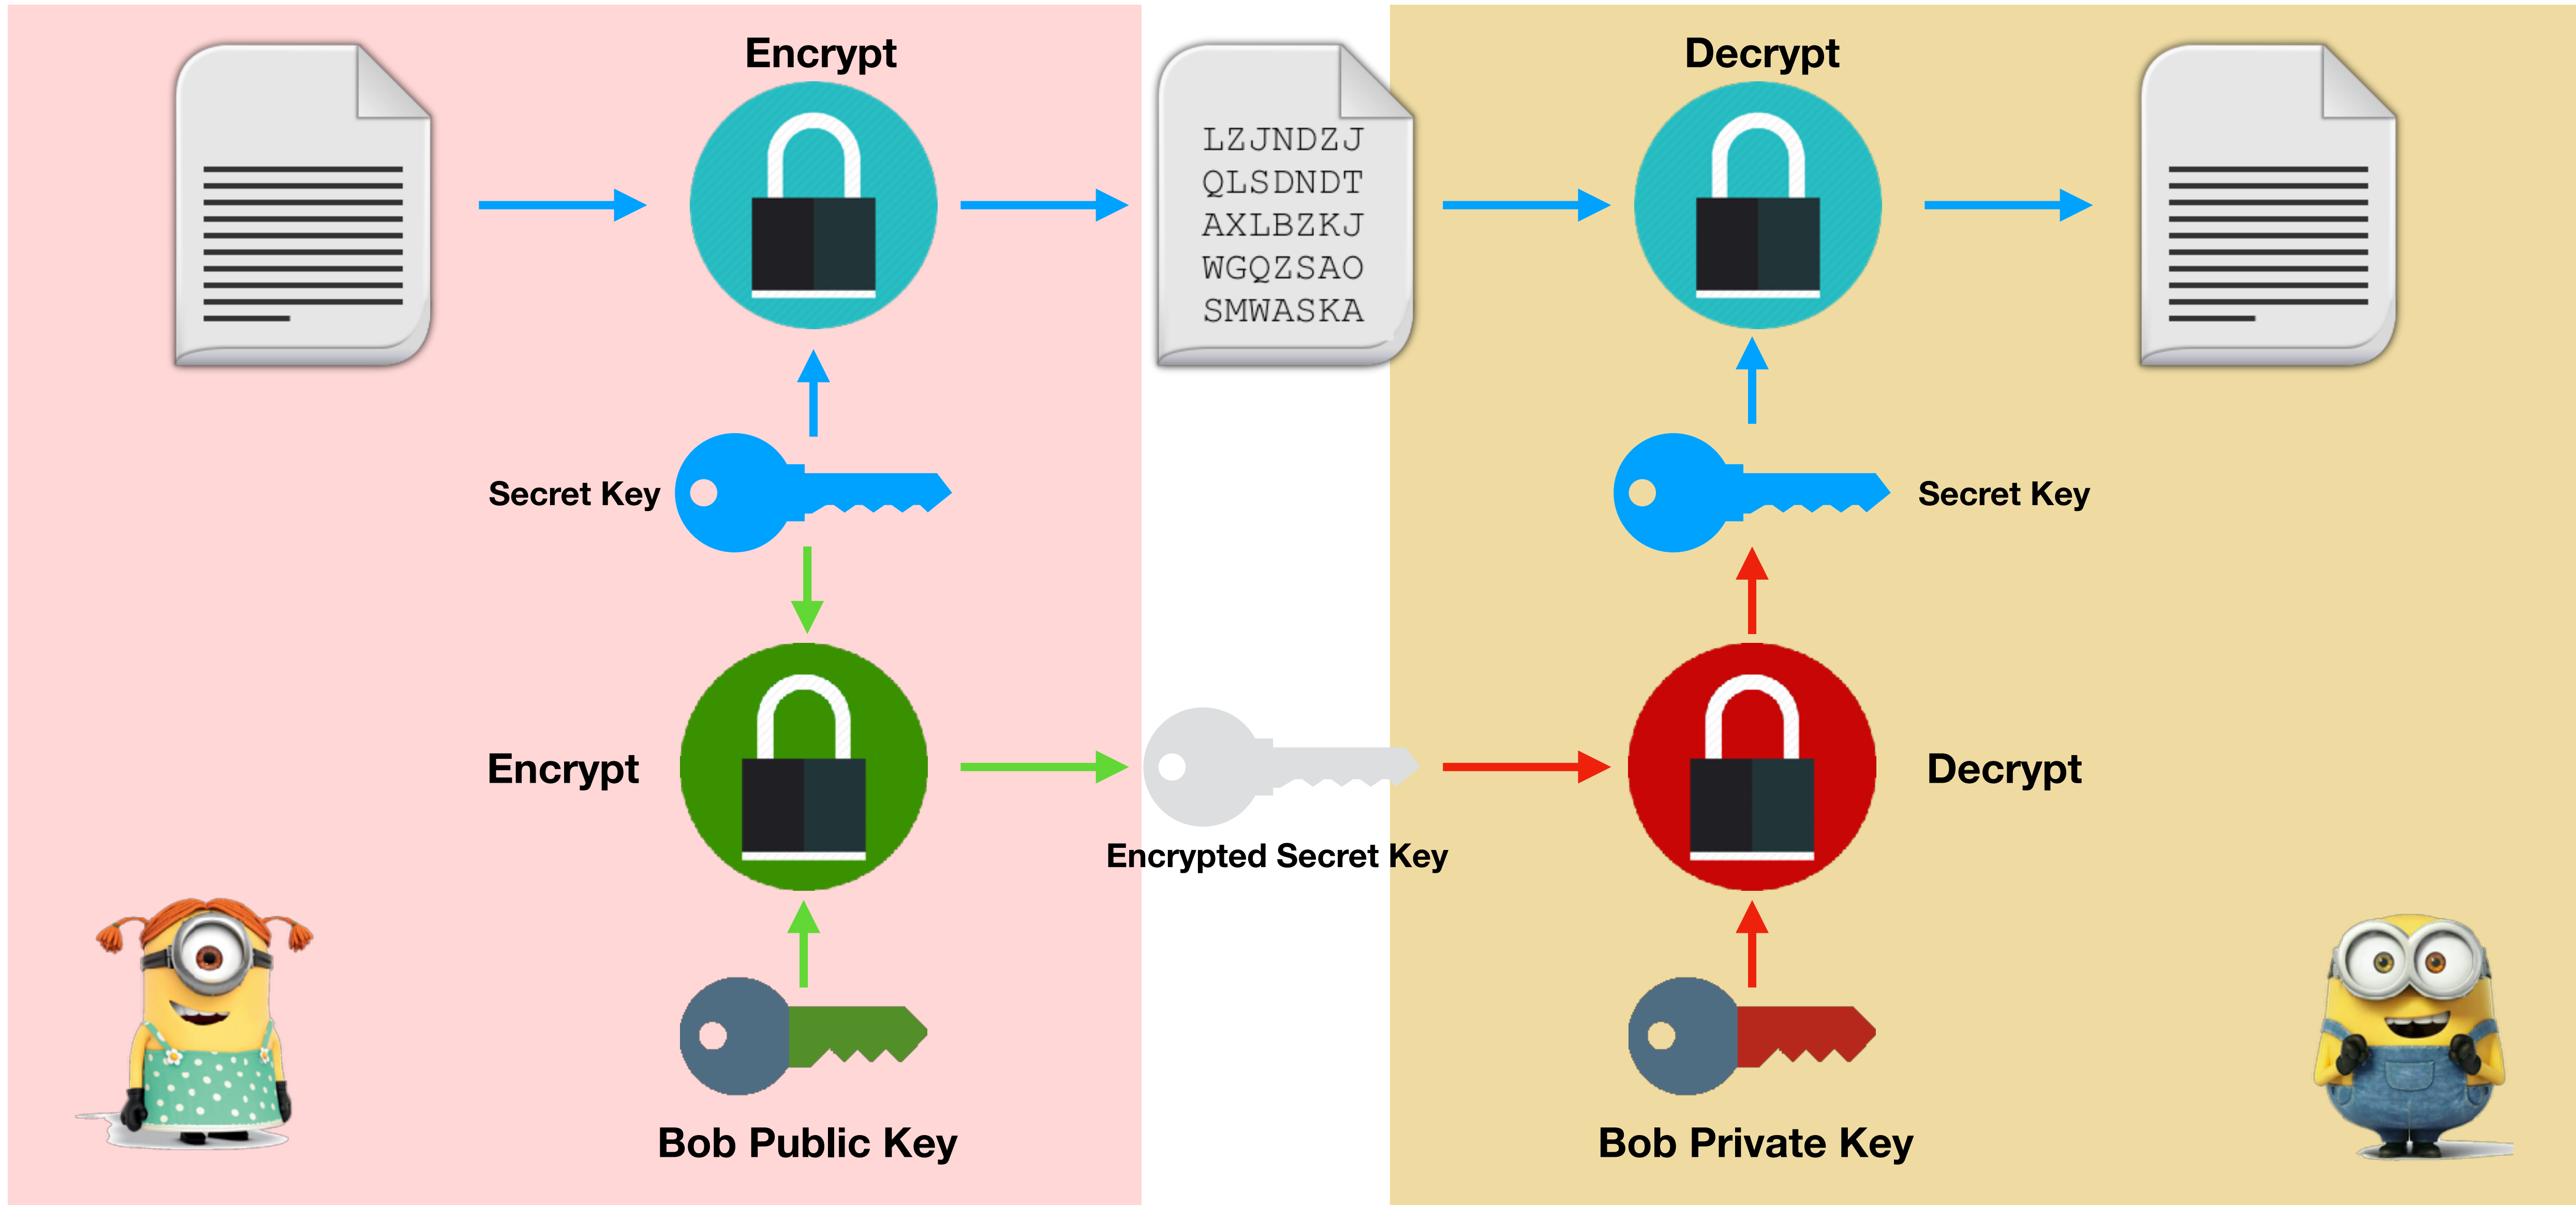 Encrypt
Decrypt
LZJNDZJ
QLSDNDT
AXLBZKJ
WGQZSAO
SMWASKA
Secret Key
Secret Key
Encrypt
Decrypt
Encrypted Secret Key
Bob Public Key
Bob Private Key